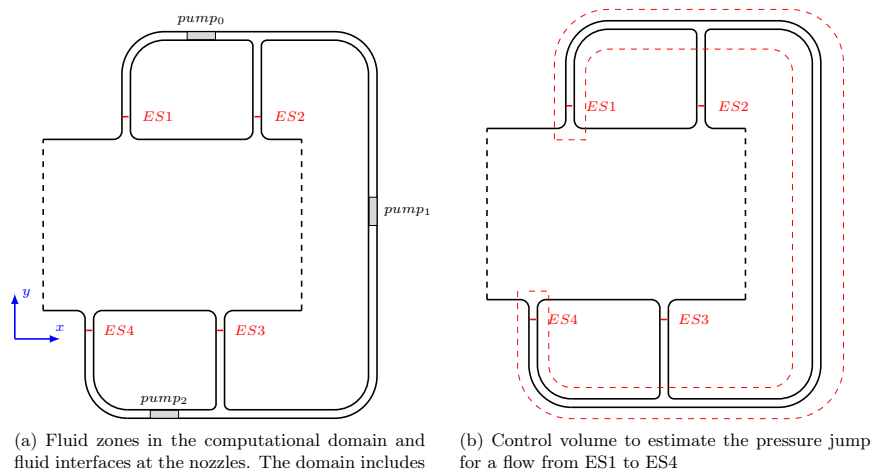 pump0
ES1
ES2
pump1
y
x
ES4
ES3
pump2
(a) Fluid zones in the computational domain and
fluid interfaces at the nozzles. The domain includes
ES1
ES2
ES4
ES3
(b) Control volume to estimate the pressure jump
for a flow from ES1 to ES4